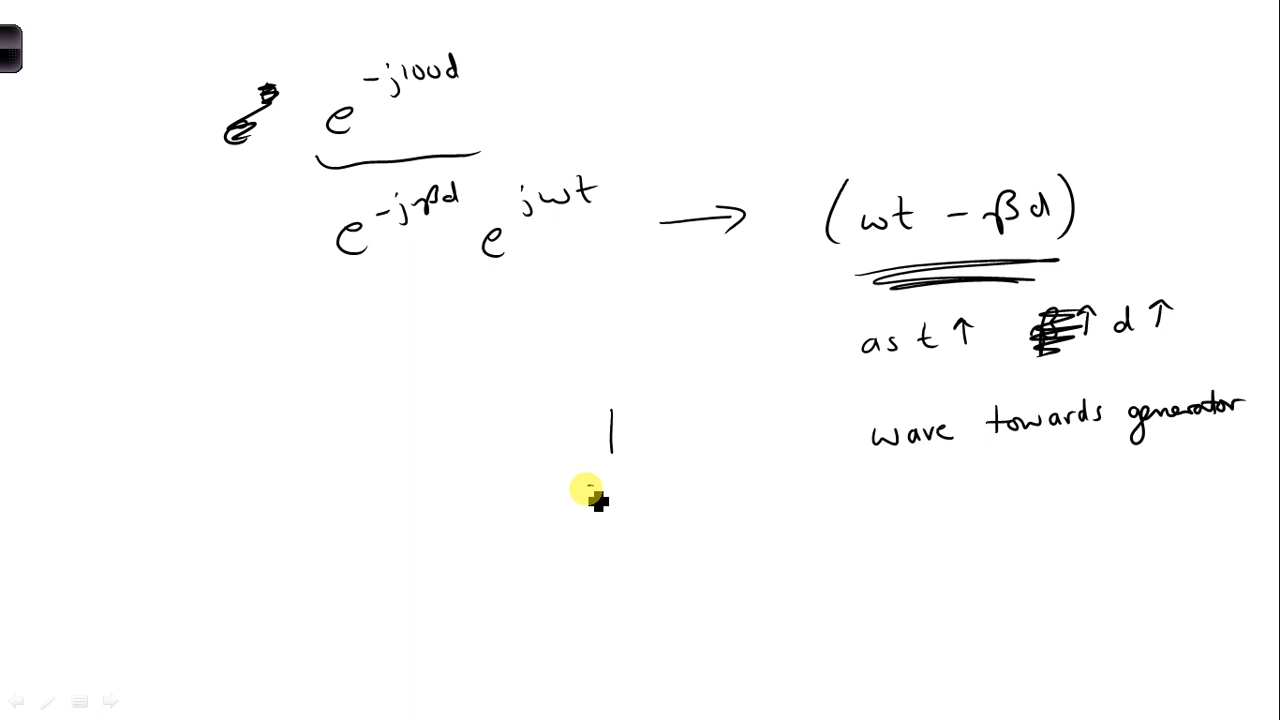 e^{-j100d}
e^{-jβd} e^{jωt} → (ωt - βd)
as t ↑ ↑ d ↑
wave towards generator